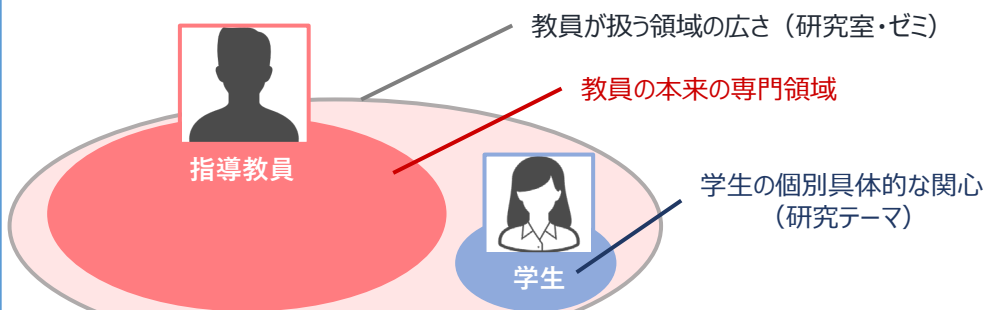 教員が扱う領域の広さ（研究室・ゼミ）
教員の本来の専門領域
指導教員
学生の個別具体的な関心
（研究テーマ）
学生